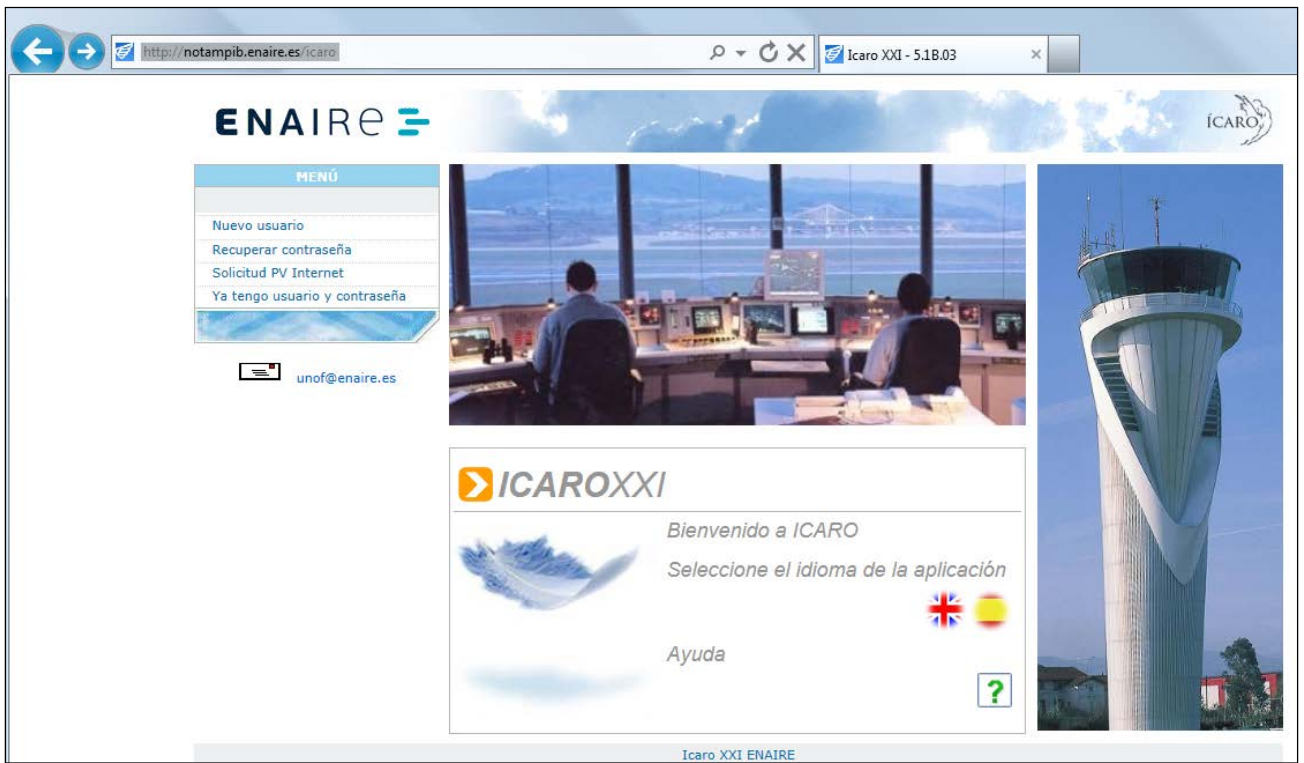 http://notampib.enaire.es/icaro
Icaro XXI - 5.1B.03
ENAIRe
ÍCARO
MENÚ
Nuevo usuario
Recuperar contraseña
Solicitud PV Internet
Ya tengo usuario y contraseña
unof@enaire.es
ICAROXXI
Bienvenido a ICARO
Seleccione el idioma de la aplicación
Ayuda
?
Icaro XXI ENAIRE